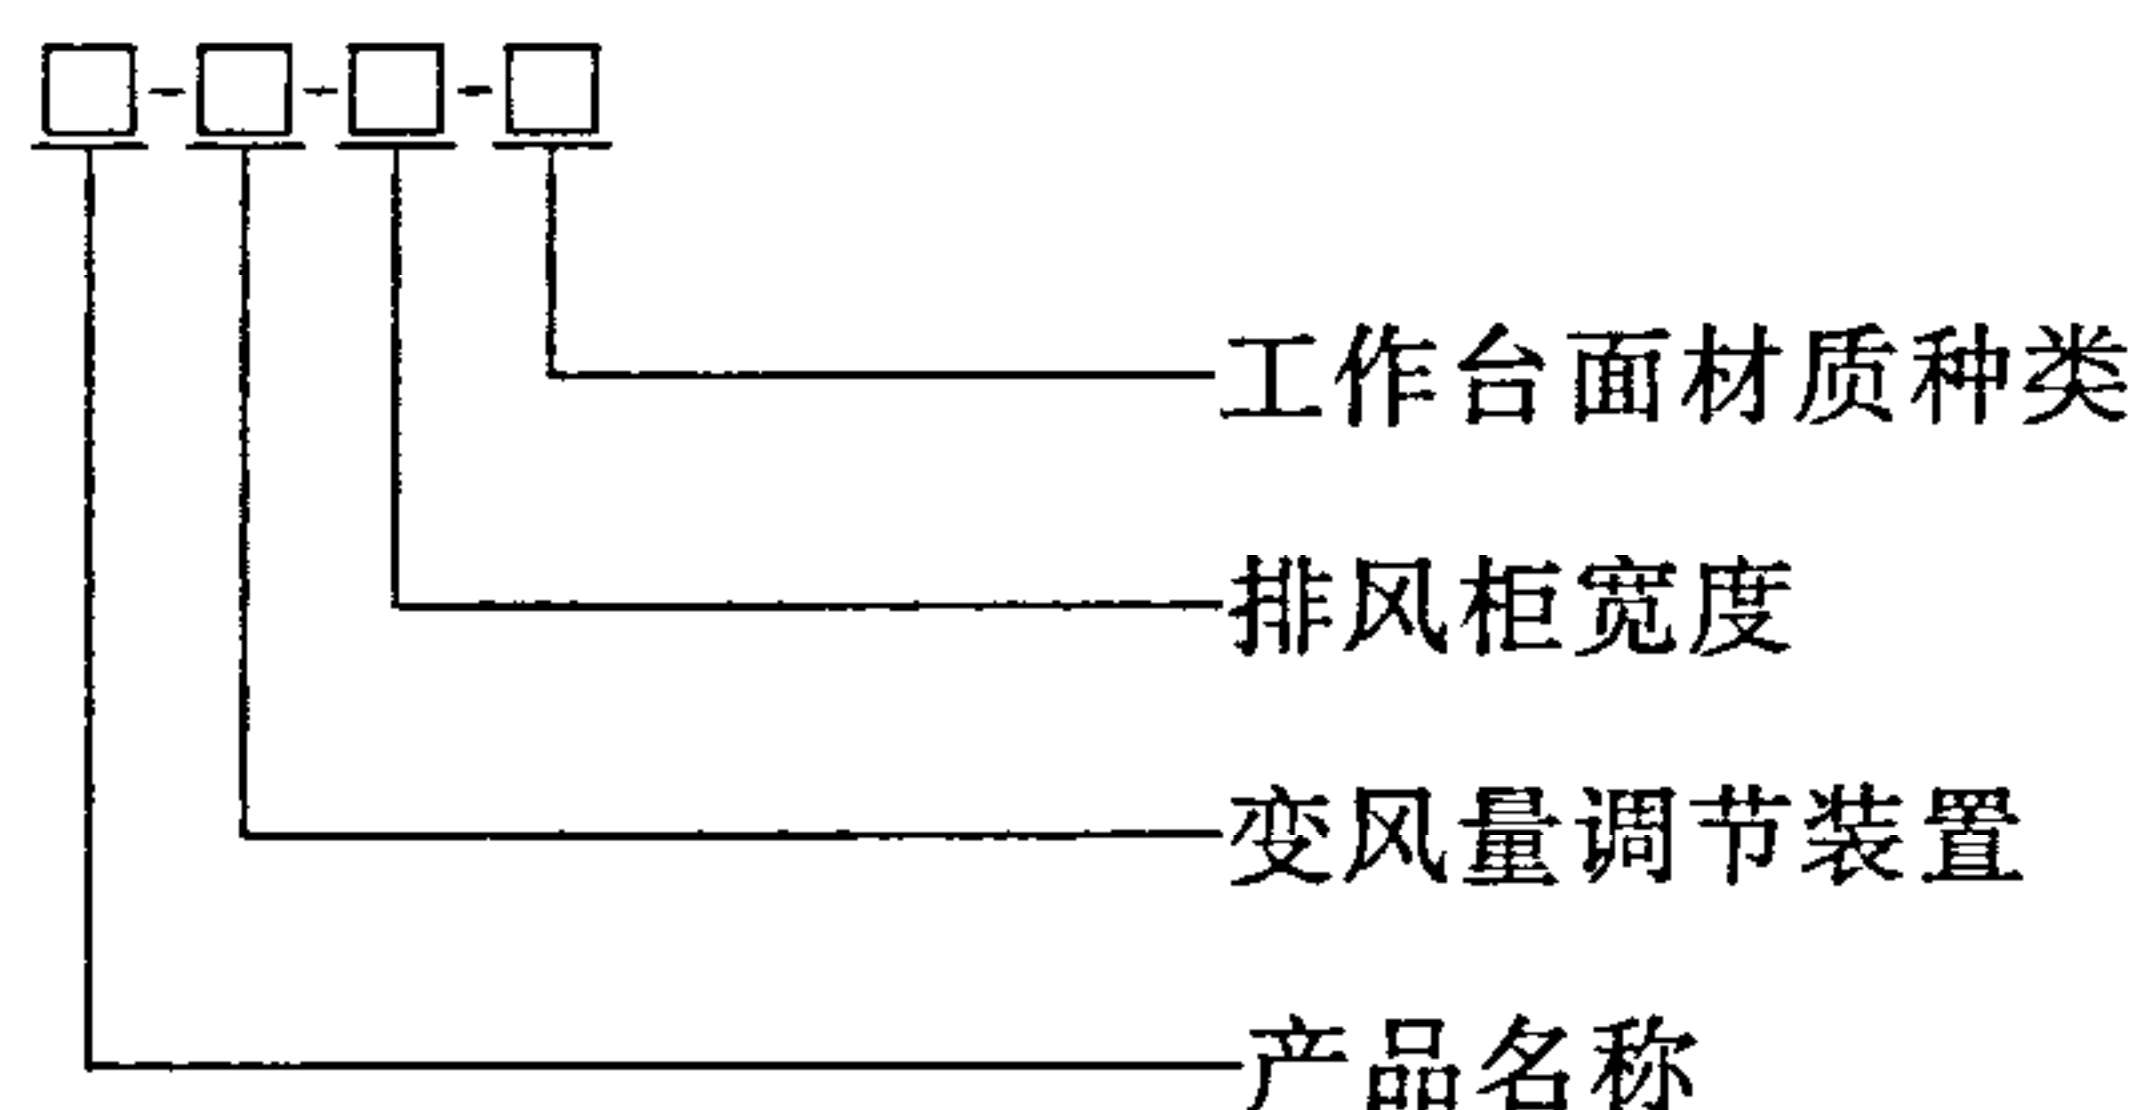 □-□-□-□
工作台面材质种类
排风柜宽度
变风量调节装置
产品名称